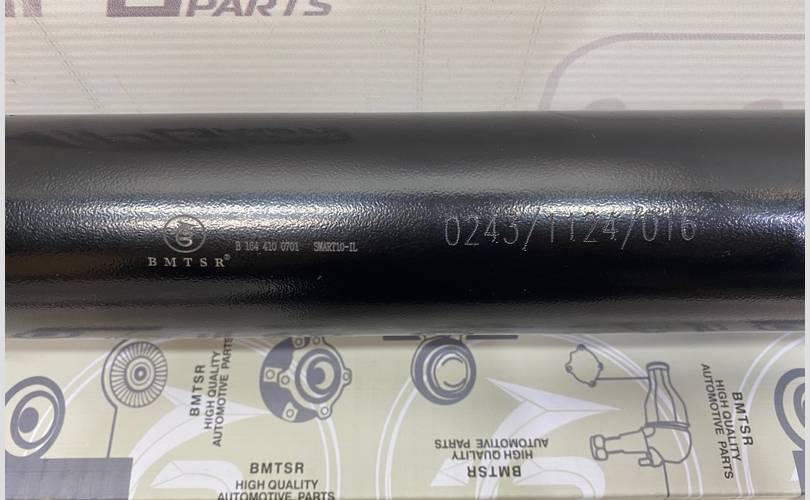 PARTS
BMTSR®
B 164 410 0701 SMART10-IL
0243/1124/016
BMTSR
HIGH QUALITY
AUTOMOTIVE PARTS
BMTSR
HIGH QUALITY
AUTOMOTIVE PARTS
BMTSR
HIGH QUALITY
AUTOMOTIVE PARTS
BMTSR
HIGH QUALITY
AUTOMOTIVE PARTS